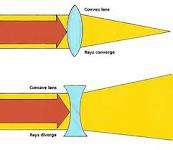 Convex lens
Rays converge
Concave lens
Rays diverge